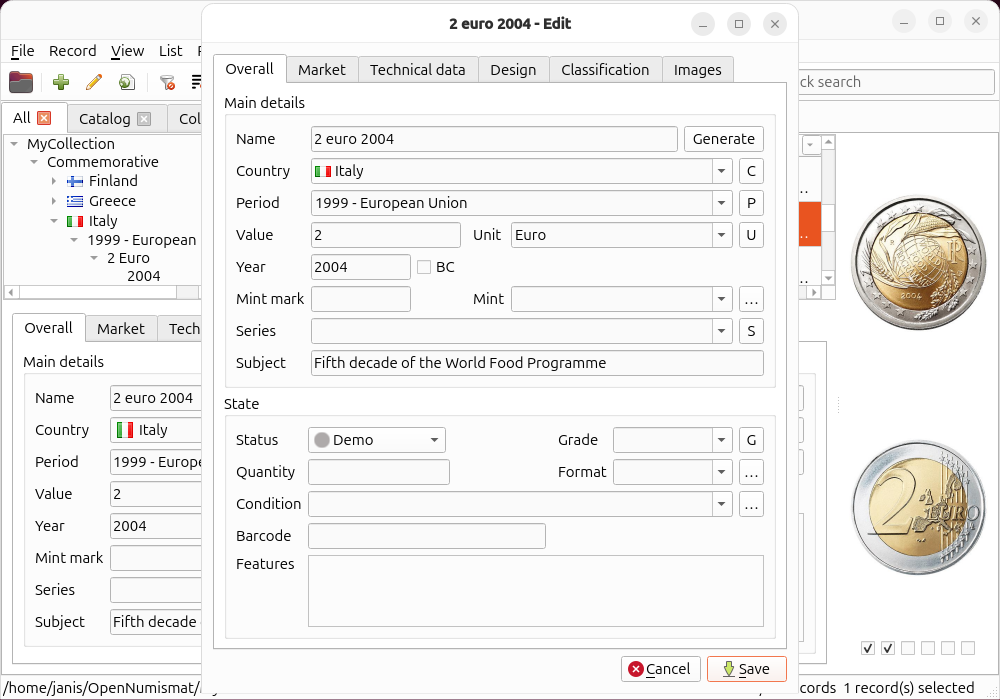 2 euro 2004 - Edit
File Record View List
ck search
All Catalog Col
MyCollection
Commemorative
Finland
Greece
Italy
1999 - European
2 Euro
2004
Overall Market Tech
Main details
Name 2 euro 2004
Country Italy
Period 1999 - Europe
Value 2
Year 2004
Mint mark
Series
Subject Fifth decade
Overall Market Technical data Design Classification Images
Main details
Name 2 euro 2004 Generate
Country Italy C
Period 1999 - European Union P
Value 2 Unit Euro U
Year 2004 BC
Mint mark Mint ...
Series S
Subject Fifth decade of the World Food Programme
State
Status Demo Grade G
Quantity Format ...
Condition ...
Barcode
Features
Cancel Save
2004
2 EURO
/home/janis/OpenNumismat/ cords 1 record(s) selected